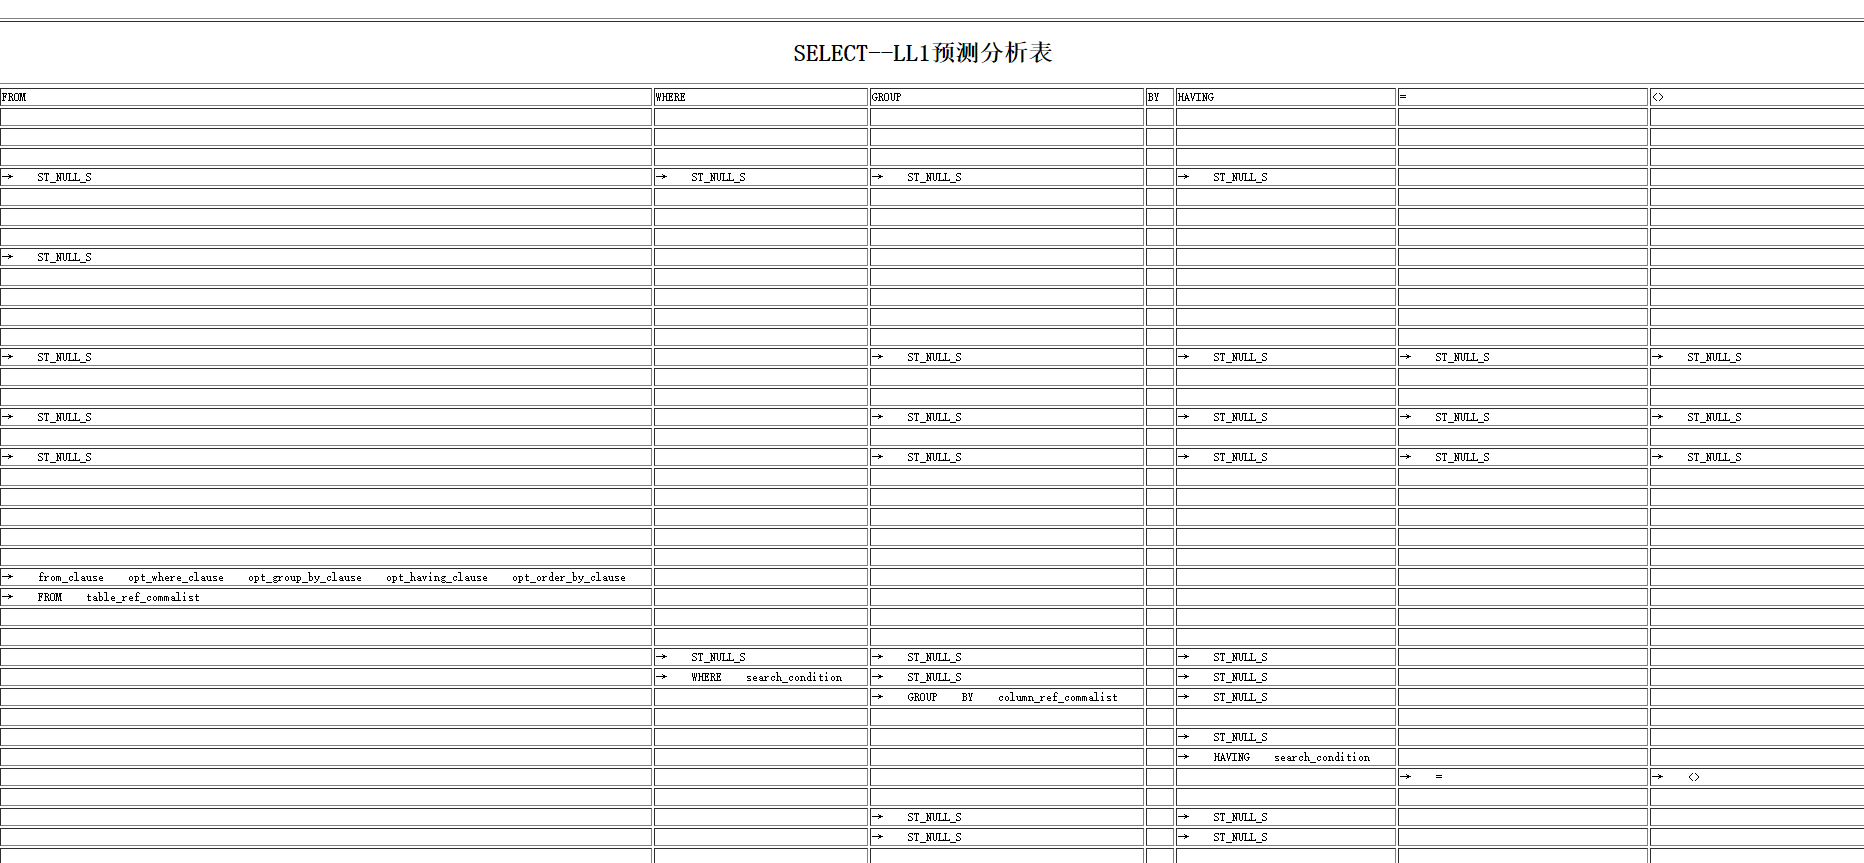 SELECT--LL1预测分析表
FROM WHERE GROUP BY HAVING = <>
→ ST_NULL_S → ST_NULL_S → ST_NULL_S → ST_NULL_S
→ ST_NULL_S
→ ST_NULL_S → ST_NULL_S → ST_NULL_S → ST_NULL_S → ST_NULL_S
→ ST_NULL_S → ST_NULL_S → ST_NULL_S → ST_NULL_S → ST_NULL_S
→ ST_NULL_S → ST_NULL_S → ST_NULL_S → ST_NULL_S → ST_NULL_S
→ from_clause opt_where_clause opt_group_by_clause opt_having_clause opt_order_by_clause
→ FROM table_ref_commalist
→ ST_NULL_S → ST_NULL_S → ST_NULL_S
→ WHERE search_condition → ST_NULL_S → ST_NULL_S
→ GROUP BY column_ref_commalist → ST_NULL_S
→ ST_NULL_S
→ HAVING search_condition
→ = → <>
→ ST_NULL_S → ST_NULL_S
→ ST_NULL_S → ST_NULL_S